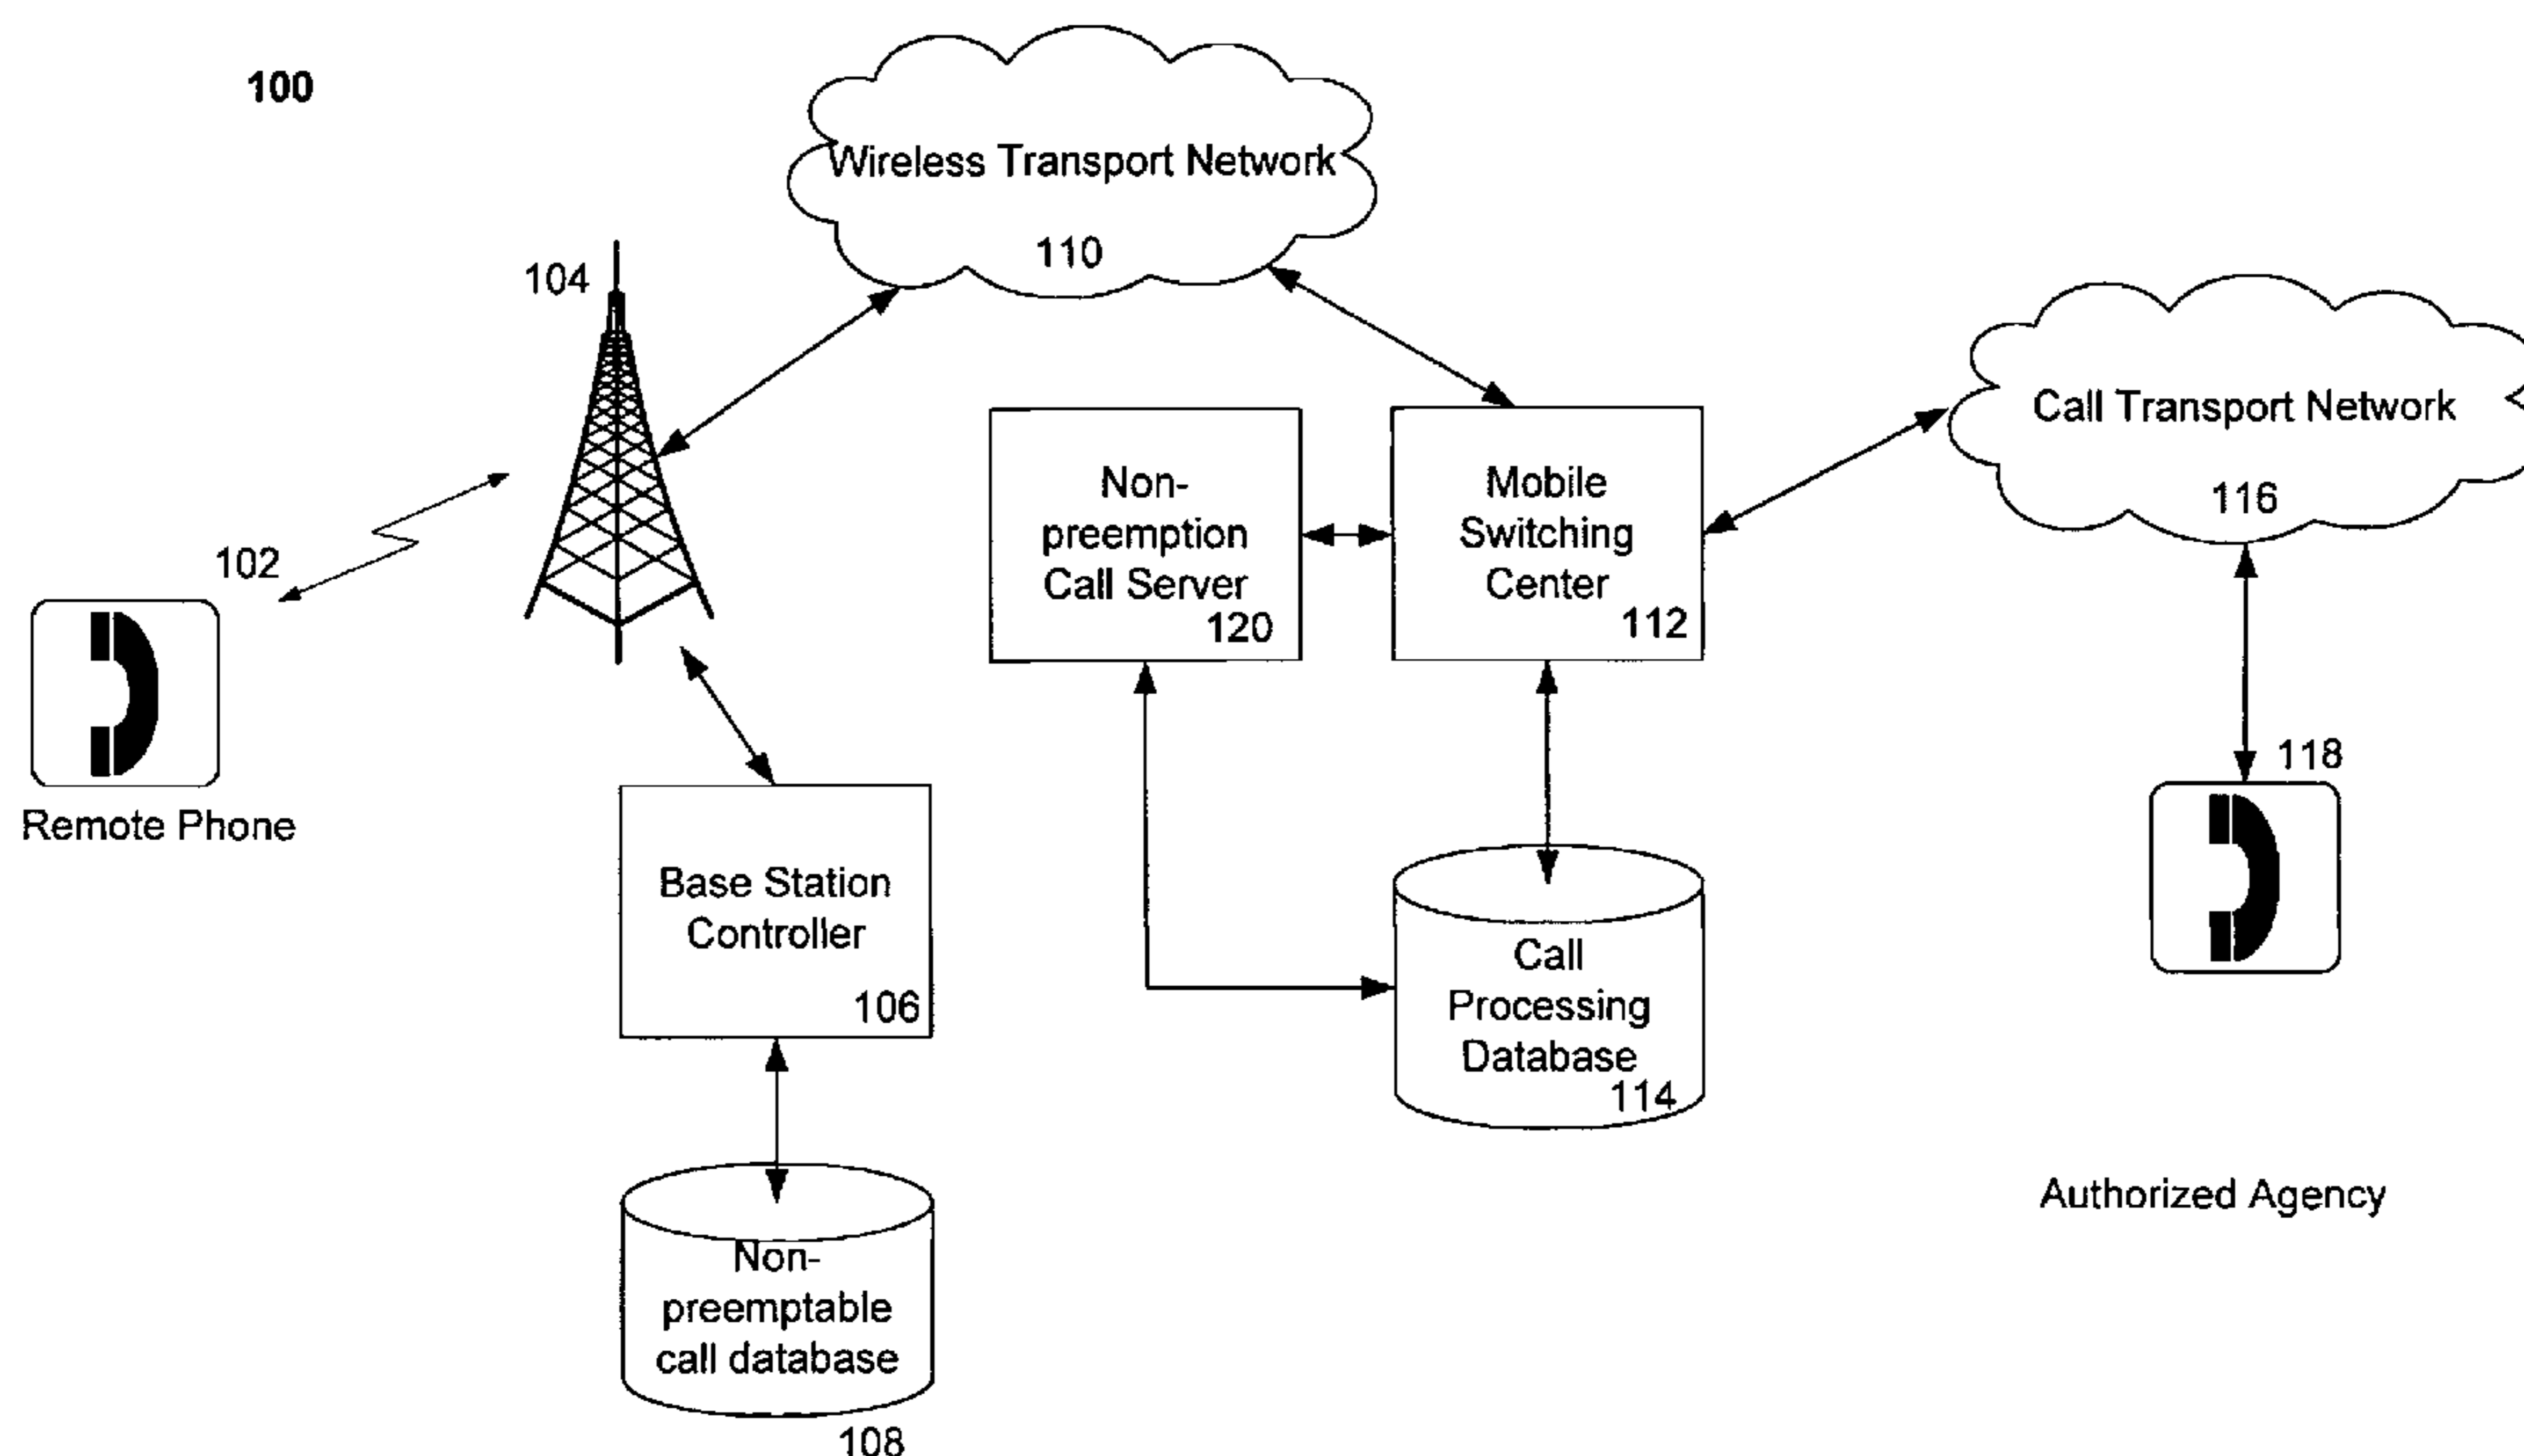 100
Wireless Transport Network
110
104
Call Transport Network
116
Non-
preemption
Call Server
120
Mobile
Switching
Center
112
102
Remote Phone
118
Base Station
Controller
106
Call
Processing
Database
114
Authorized Agency
Non-
preemptable
call database
108